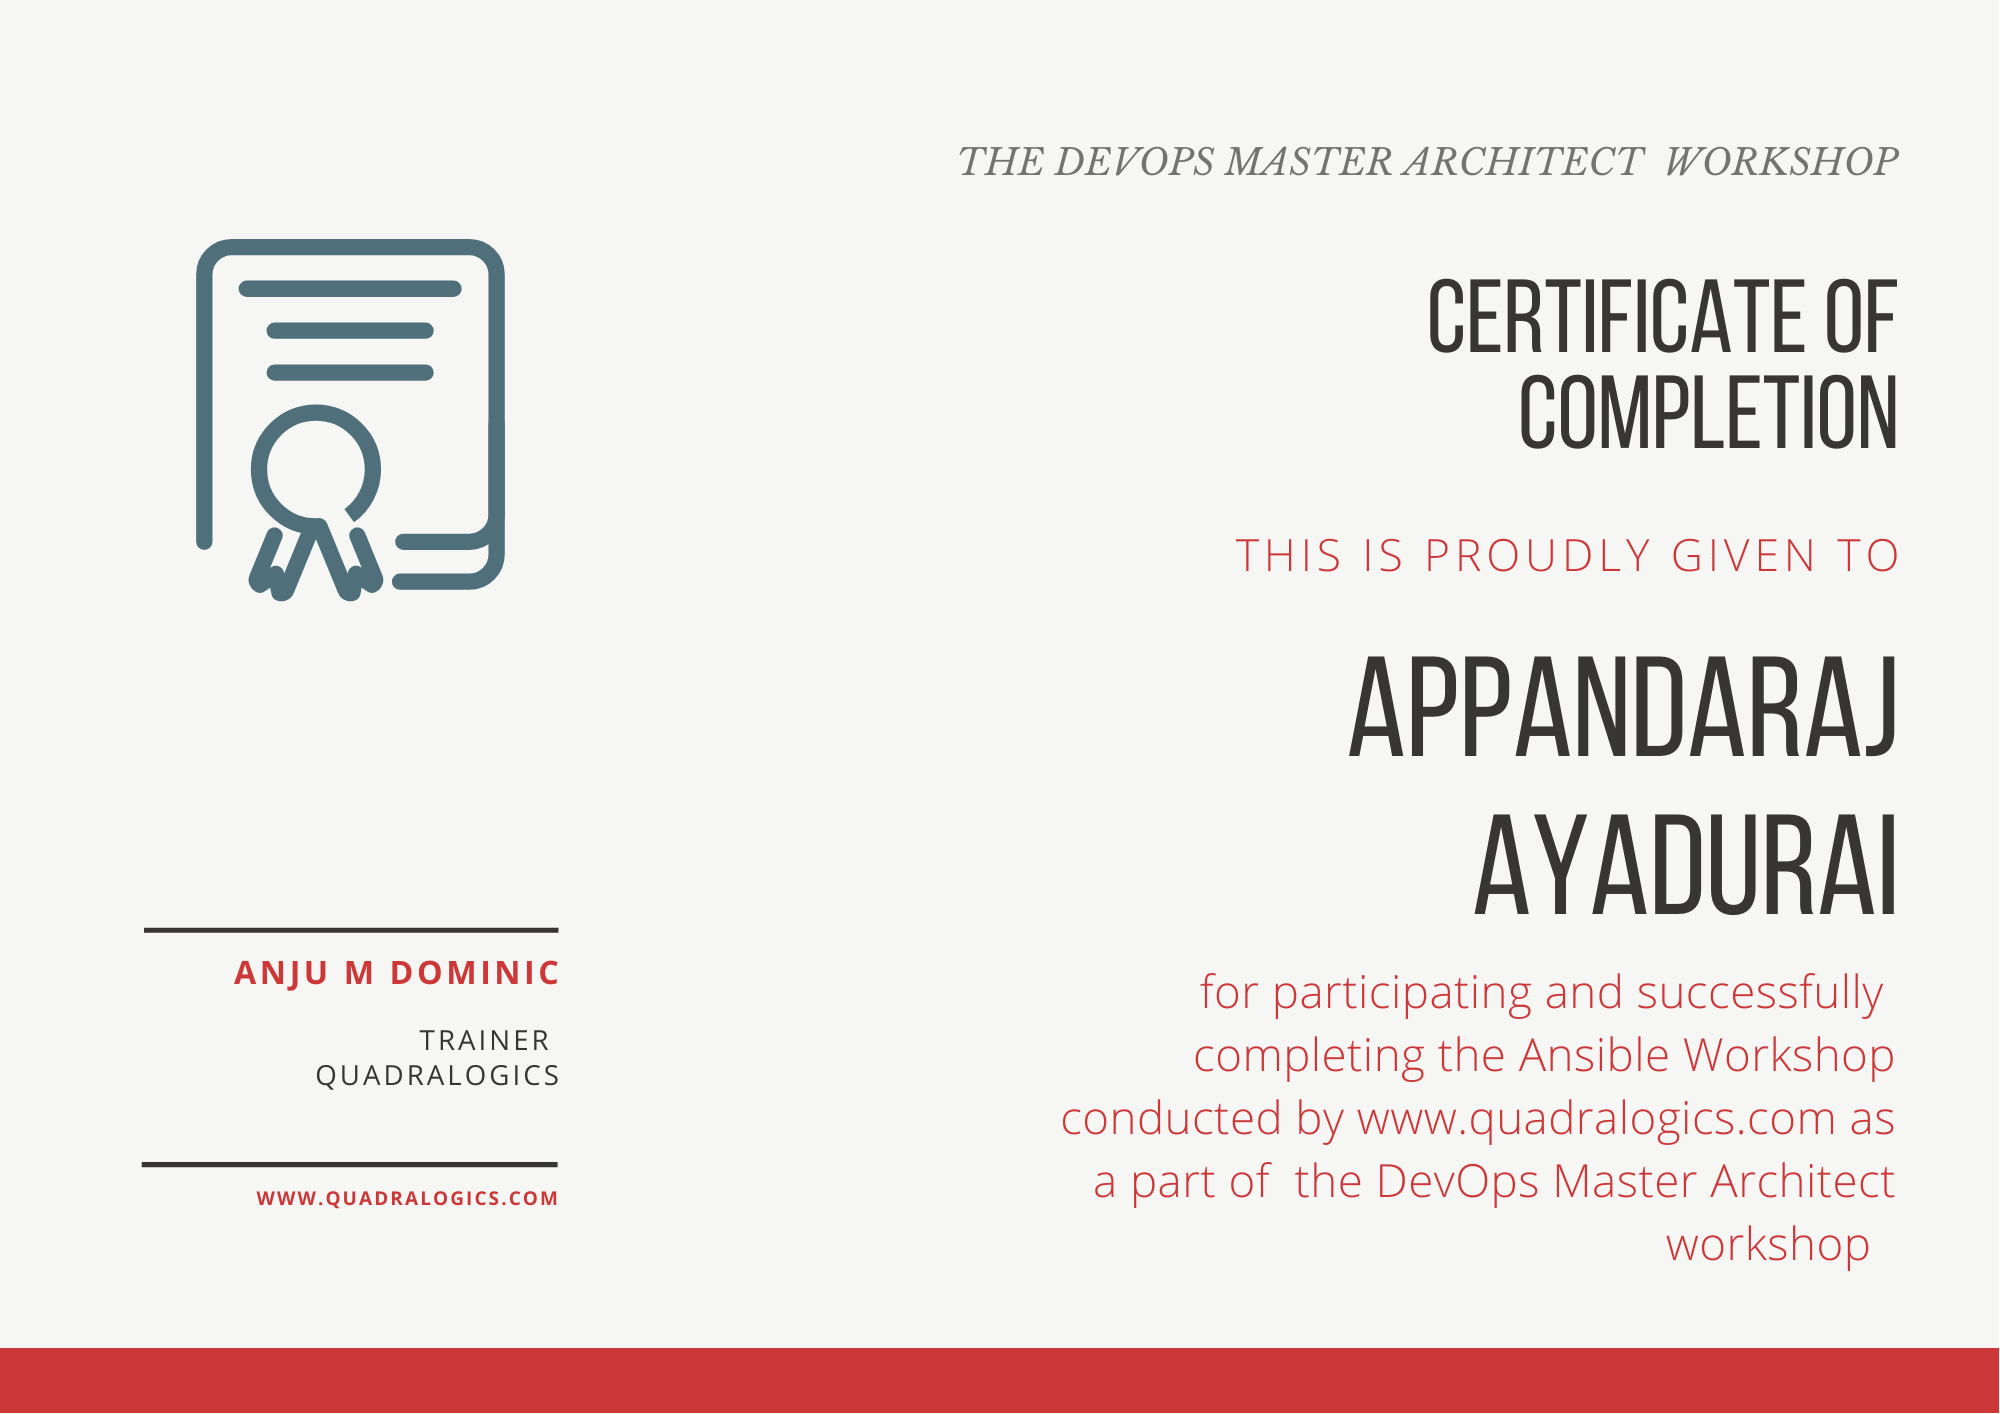 THE DEVOPS MASTER ARCHITECT WORKSHOP
CERTIFICATE OF
COMPLETION
THIS IS PROUDLY GIVEN TO
APPANDARAJ
AYADURAI
for participating and successfully
completing the Ansible Workshop
conducted by www.quadralogics.com as
a part of the DevOps Master Architect
workshop
ANJU M DOMINIC
TRAINER
QUADRALOGICS
WWW.QUADRALOGICS.COM